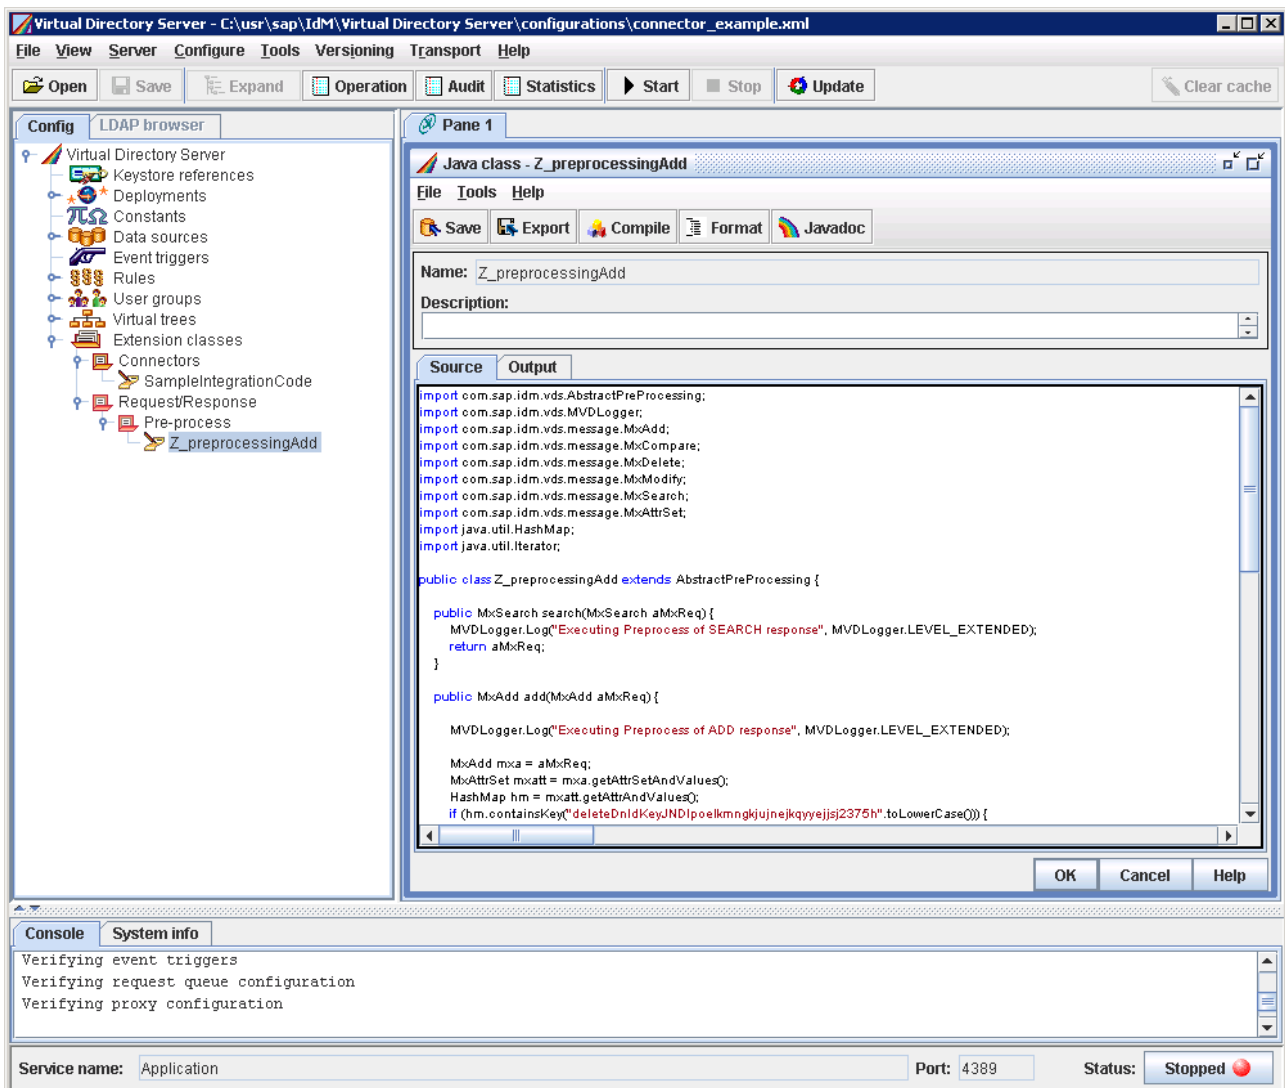 Virtual Directory Server - C:\usr\sap\IdM\Virtual Directory Server\configurations\connector_example.xml
File View Server Configure Tools Versioning Transport Help
Open Save Expand Operation Audit Statistics Start Stop Update Clear cache
Config LDAP browser
Virtual Directory Server
Keystore references
Deployments
Constants
Data sources
Event triggers
Rules
User groups
Virtual trees
Extension classes
Connectors
SampleIntegrationCode
Request/Response
Pre-process
Z_preprocessingAdd
Pane 1
Java class - Z_preprocessingAdd
File Tools Help
Save Export Compile Format Javadoc
Name: Z_preprocessingAdd
Description:
Source Output
import com.sap.idm.vds.AbstractPreProcessing;
import com.sap.idm.vds.MVDLogger;
import com.sap.idm.vds.message.MxAdd;
import com.sap.idm.vds.message.MxCompare;
import com.sap.idm.vds.message.MxDelete;
import com.sap.idm.vds.message.MxModify;
import com.sap.idm.vds.message.MxSearch;
import com.sap.idm.vds.message.MxAttrSet;
import java.util.HashMap;
import java.util.Iterator;
public class Z_preprocessingAdd extends AbstractPreProcessing {
public MxSearch search(MxSearch aMxReq) {
MVDLogger.Log("Executing Preprocess of SEARCH response", MVDLogger.LEVEL_EXTENDED);
return aMxReq;
}
public MxAdd add(MxAdd aMxReq) {
MVDLogger.Log("Executing Preprocess of ADD response", MVDLogger.LEVEL_EXTENDED);
MxAdd mxa = aMxReq;
MxAttrSet mxatt = mxa.getAttrSetAndValues();
HashMap hm = mxatt.getAttrAndValues();
if (hm.containsKey("deleteDnIdKeyJNDIpoelkmngkjujnejkqyyejjsj2375h".toLowerCase())) {
OK Cancel Help
Console System info
Verifying event triggers
Verifying request queue configuration
Verifying proxy configuration
Service name: Application Port: 4389 Status: Stopped